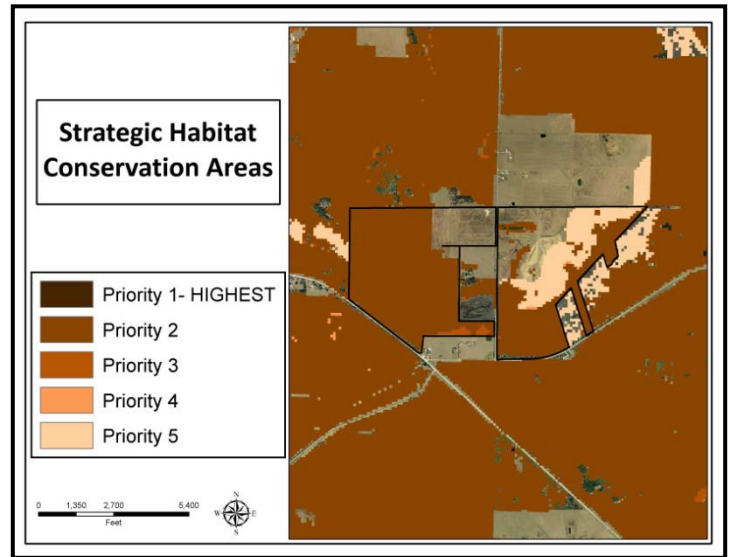 Strategic Habitat
Conservation Areas
Priority 1- HIGHEST
Priority 2
Priority 3
Priority 4
Priority 5
0 1,350 2,700 5,400
Feet
N
W E
S